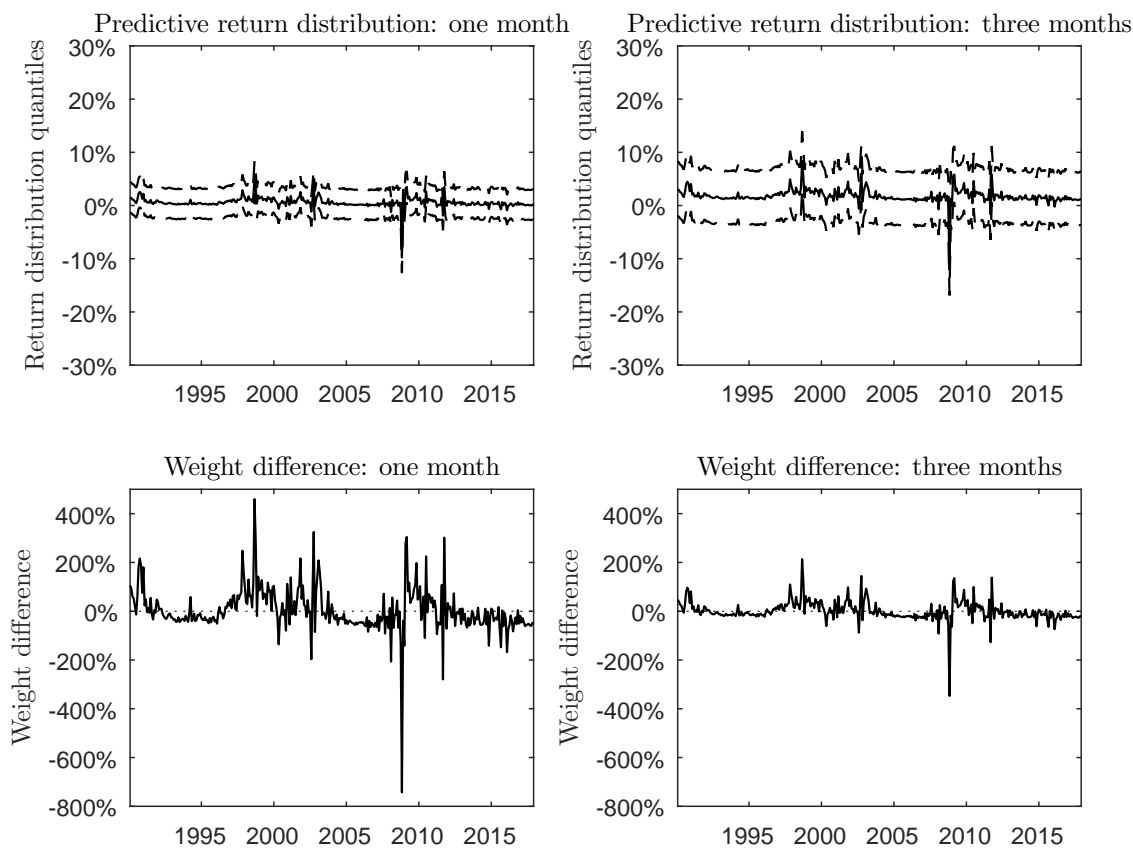 Predictive return distribution: one month
Return distribution quantiles
30%
20%
10%
0%
-10%
-20%
-30%
1995 2000 2005 2010 2015
Predictive return distribution: three months
Return distribution quantiles
30%
20%
10%
0%
-10%
-20%
-30%
1995 2000 2005 2010 2015
Weight difference: one month
Weight difference
400%
200%
0%
-200%
-400%
-600%
-800%
1995 2000 2005 2010 2015
Weight difference: three months
Weight difference
400%
200%
0%
-200%
-400%
-600%
-800%
1995 2000 2005 2010 2015